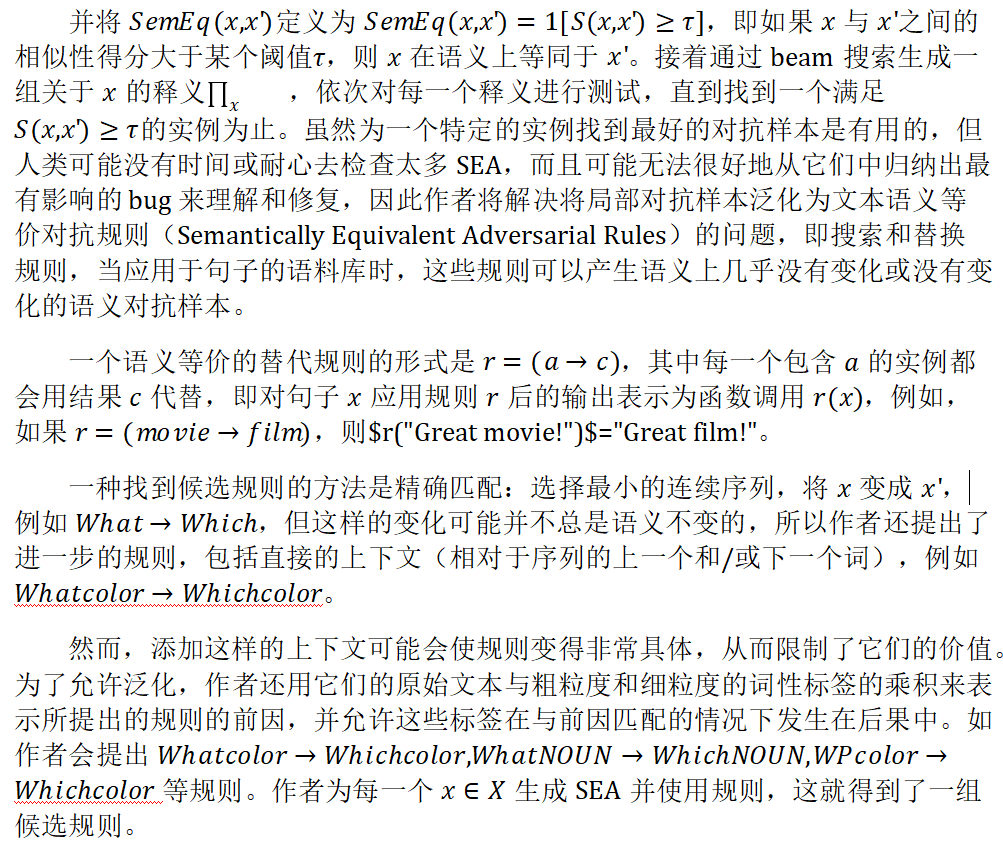 并将 SemEq(x,x')定义为 SemEq(x,x') = 1[S(x,x') ≥ τ]，即如果 x 与 x'之间的
相似性得分大于某个阈值τ，则 x 在语义上等同于 x'。接着通过 beam 搜索生成一
组关于 x 的释义∏x ，依次对每一个释义进行测试，直到找到一个满足
S(x,x') ≥ τ的实例为止。虽然为一个特定的实例找到最好的对抗样本是有用的，但
人类可能没有时间或耐心去检查太多 SEA，而且可能无法很好地从它们中归纳出最
有影响的 bug 来理解和修复，因此作者将解决将局部对抗样本泛化为文本语义等
价对抗规则（Semantically Equivalent Adversarial Rules）的问题，即搜索和替换
规则，当应用于句子的语料库时，这些规则可以产生语义上几乎没有变化或没有变
化的语义对抗样本。
一个语义等价的替代规则的形式是 r = (a → c)，其中每一个包含 a 的实例都
会用结果 c 代替，即对句子 x 应用规则 r 后的输出表示为函数调用 r(x)，例如，
如果 r = (movie → film)，则$r("Great movie!")$="Great film!"。
一种找到候选规则的方法是精确匹配：选择最小的连续序列，将 x 变成 x'，
例如 What → Which，但这样的变化可能并不总是语义不变的，所以作者还提出了
进一步的规则，包括直接的上下文（相对于序列的上一个和/或下一个词），例如
Whatcolor → Whichcolor。
然而，添加这样的上下文可能会使规则变得非常具体，从而限制了它们的价值。
为了允许泛化，作者还用它们的原始文本与粗粒度和细粒度的词性标签的乘积来表
示所提出的规则的前因，并允许这些标签在与前因匹配的情况下发生在后果中。如
作者会提出 Whatcolor → Whichcolor,WhatNOUN → WhichNOUN,WPcolor →
Whichcolor 等规则。作者为每一个 x ∈ X 生成 SEA 并使用规则，这就得到了一组
候选规则。